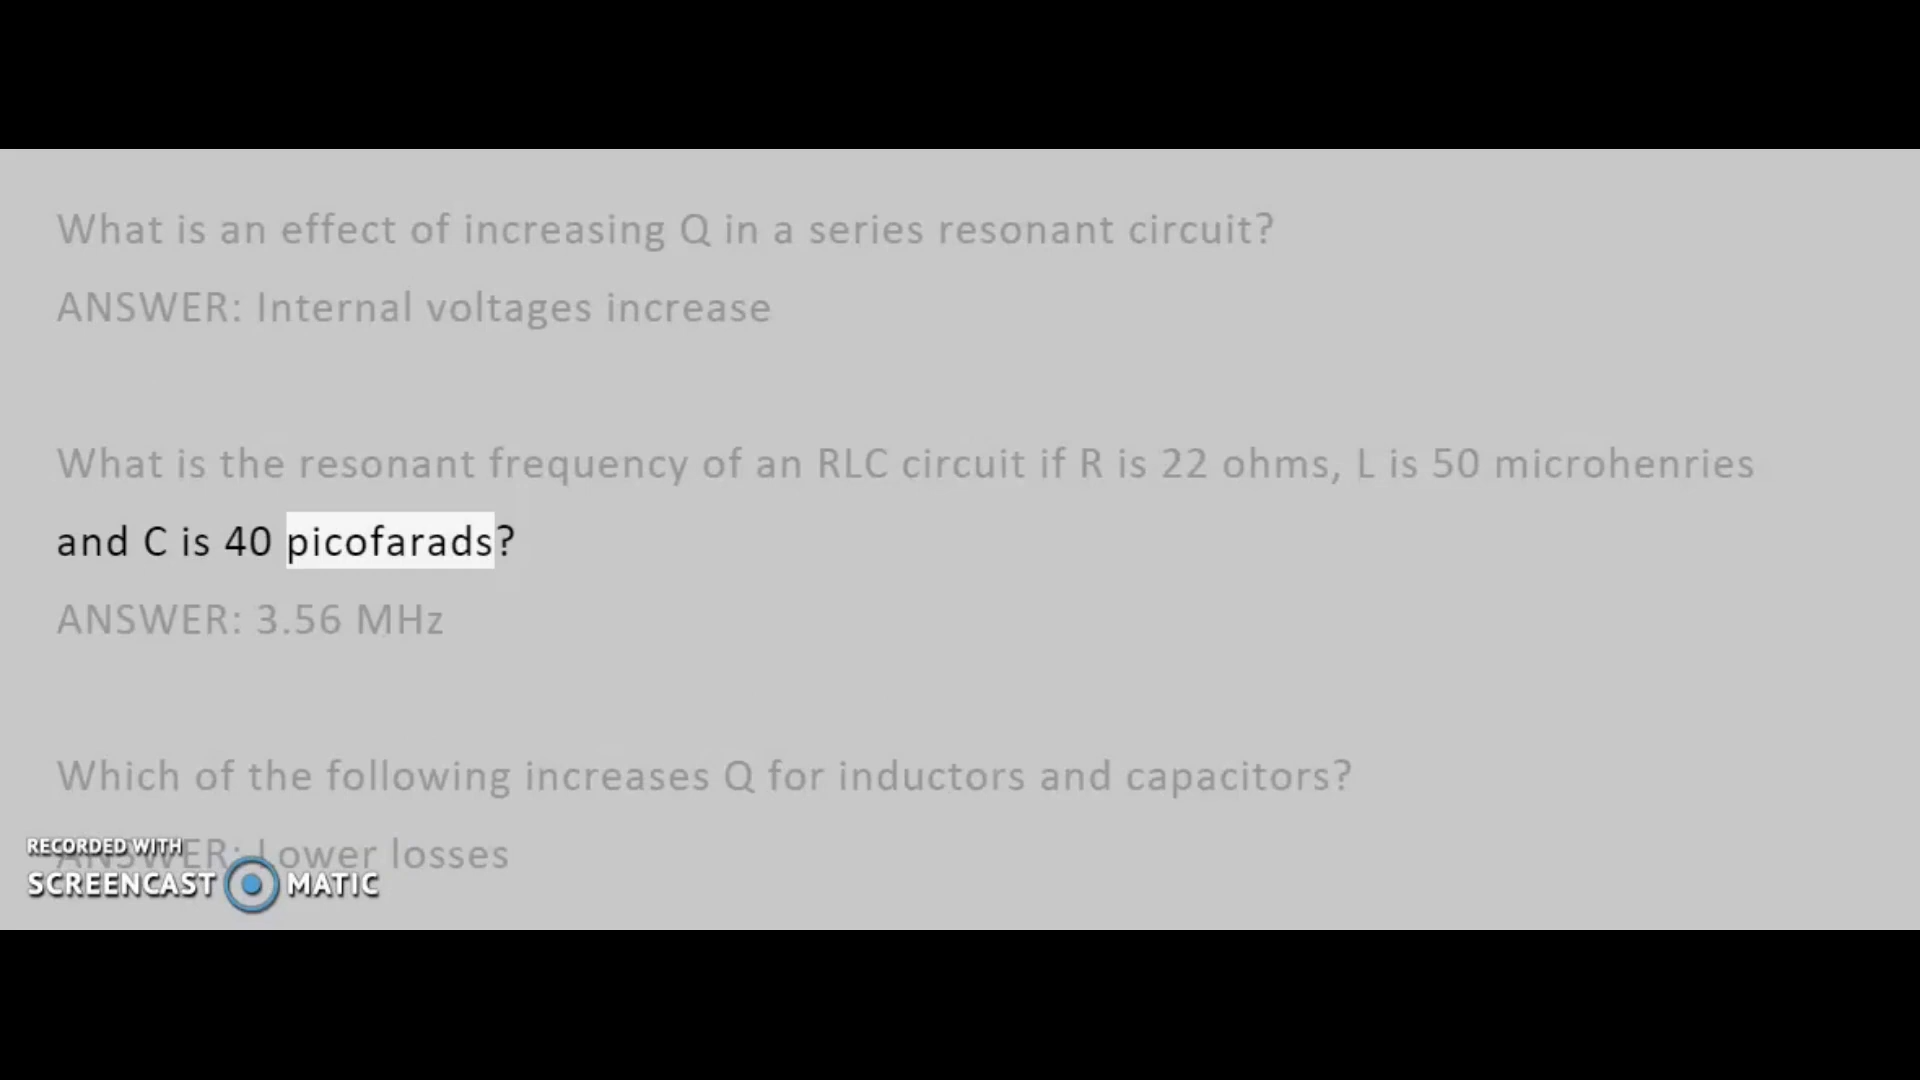 What is an effect of increasing Q in a series resonant circuit?
ANSWER: Internal voltages increase
What is the resonant frequency of an RLC circuit if R is 22 ohms, L is 50 microhenries
and C is 40 picofarads?
ANSWER: 3.56 MHz
Which of the following increases Q for inductors and capacitors?
ANSWER: Lower losses
RECORDED WITH
SCREENCAST MATIC